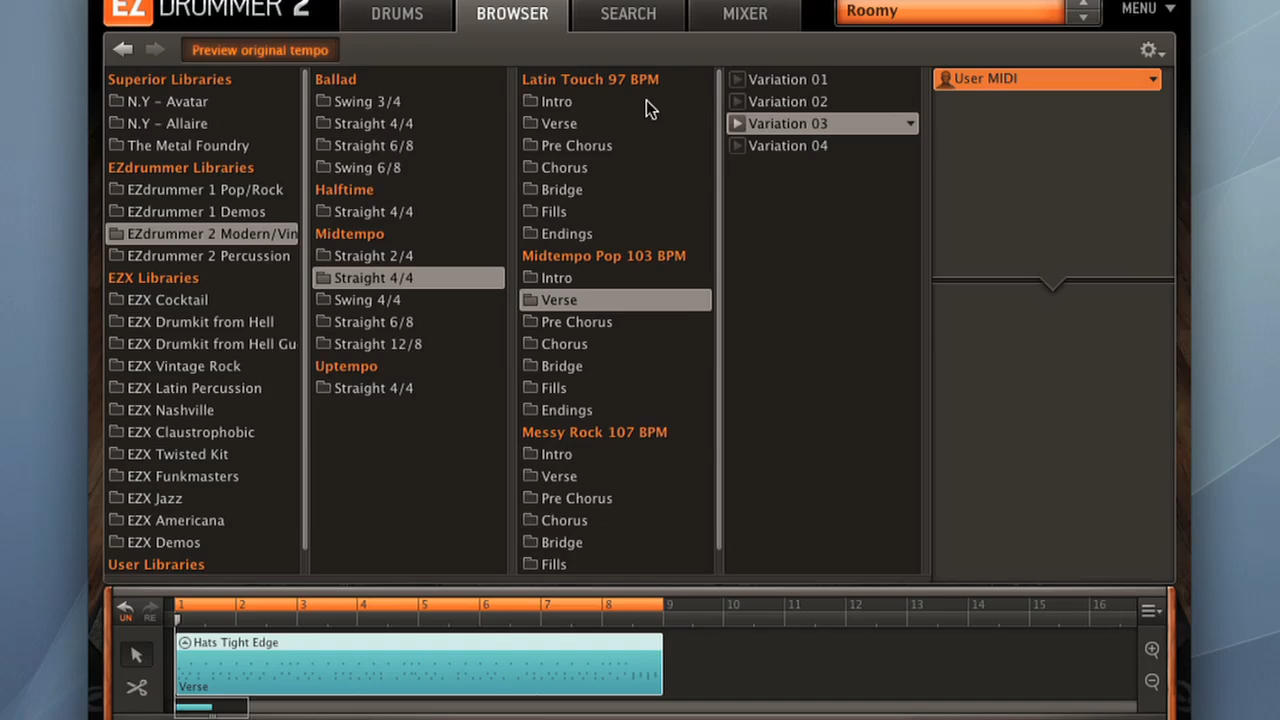 EZ DRUMMER 2
DRUMS
BROWSER
SEARCH
MIXER
Roomy
MENU
Preview original tempo
Superior Libraries
N.Y - Avatar
N.Y - Allaire
The Metal Foundry
EZdrummer Libraries
EZdrummer 1 Pop/Rock
EZdrummer 1 Demos
EZdrummer 2 Modern/Vin
EZdrummer 2 Percussion
EZX Libraries
EZX Cocktail
EZX Drumkit from Hell
EZX Drumkit from Hell Gu
EZX Vintage Rock
EZX Latin Percussion
EZX Nashville
EZX Claustrophobic
EZX Twisted Kit
EZX Funkmasters
EZX Jazz
EZX Americana
EZX Demos
User Libraries
Ballad
Swing 3/4
Straight 4/4
Straight 6/8
Swing 6/8
Halftime
Straight 4/4
Midtempo
Straight 2/4
Straight 4/4
Swing 4/4
Straight 6/8
Straight 12/8
Uptempo
Straight 4/4
Latin Touch 97 BPM
Intro
Verse
Pre Chorus
Chorus
Bridge
Fills
Endings
Midtempo Pop 103 BPM
Intro
Verse
Pre Chorus
Chorus
Bridge
Fills
Endings
Messy Rock 107 BPM
Intro
Verse
Pre Chorus
Chorus
Bridge
Fills
Variation 01
Variation 02
Variation 03
Variation 04
User MIDI
UN RE
1 2 3 4 5 6 7 8 9 10 11 12 13 14 15 16
Hats Tight Edge
Verse